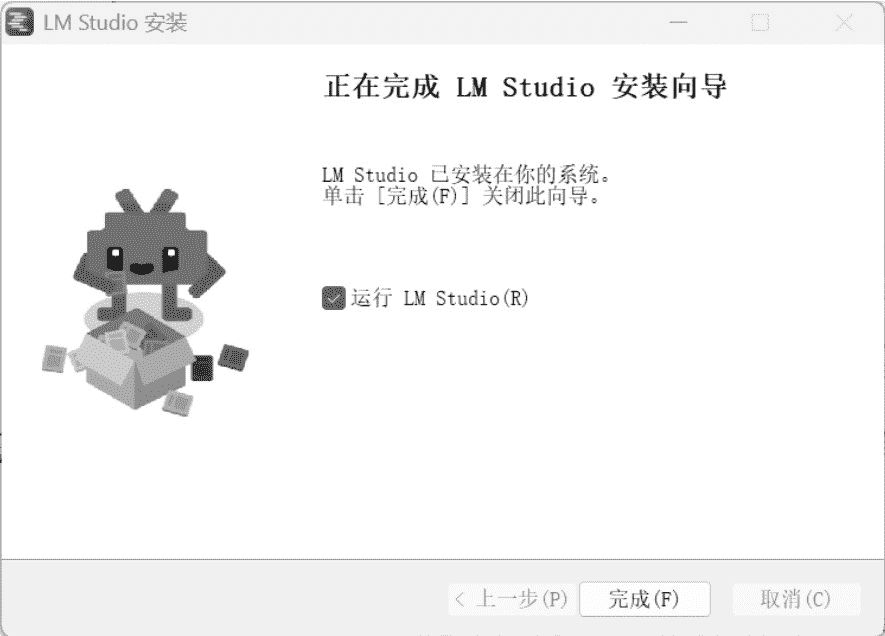 LM Studio 安装
正在完成 LM Studio 安装向导
LM Studio 已安装在你的系统。
单击 [完成(F)] 关闭此向导。
运行 LM Studio(R)
< 上一步(P)
完成(F)
取消(C)